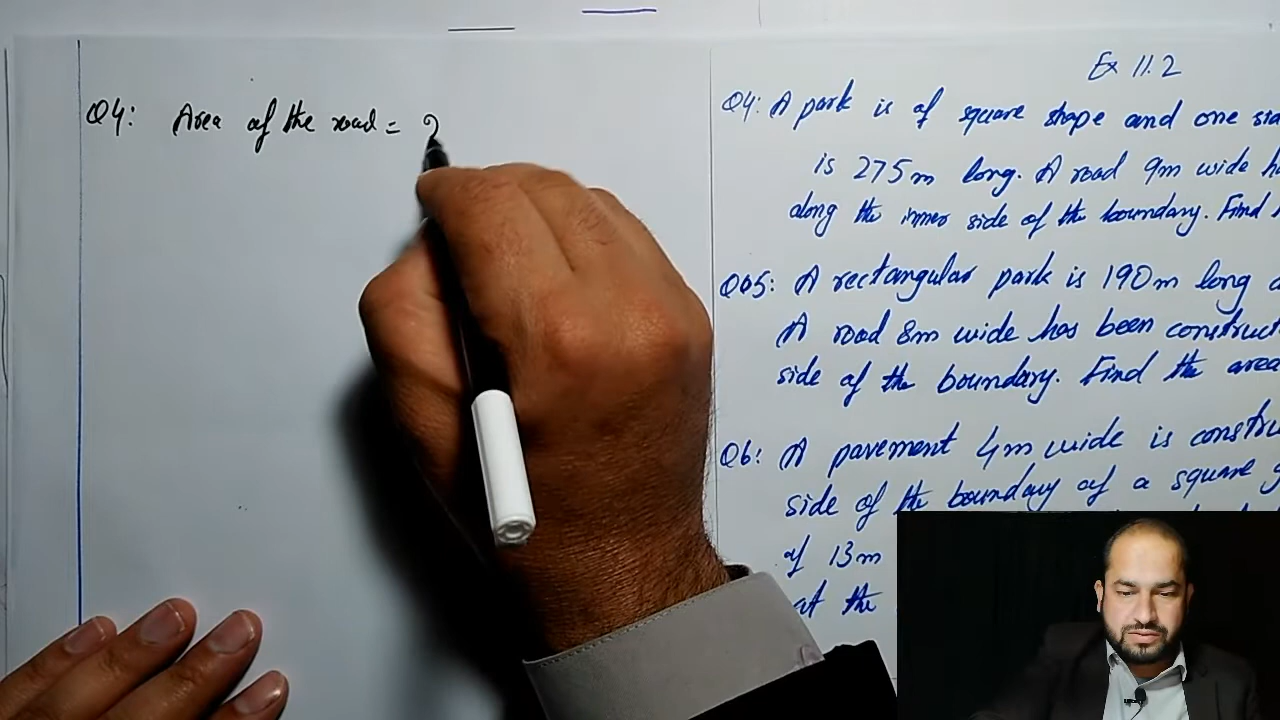 Q4: Area of the road = ?
Ex 11.2
Q4: A park is of square shape and one
is 275m long. A road 9m wide
along the inner side of the boundary. Find
Q5: A rectangular park is 190m long
A road 8m wide has been
side of the boundary. Find the area
Q6: A pavement 4m wide is
side of the boundary of a square
of 13m
at the